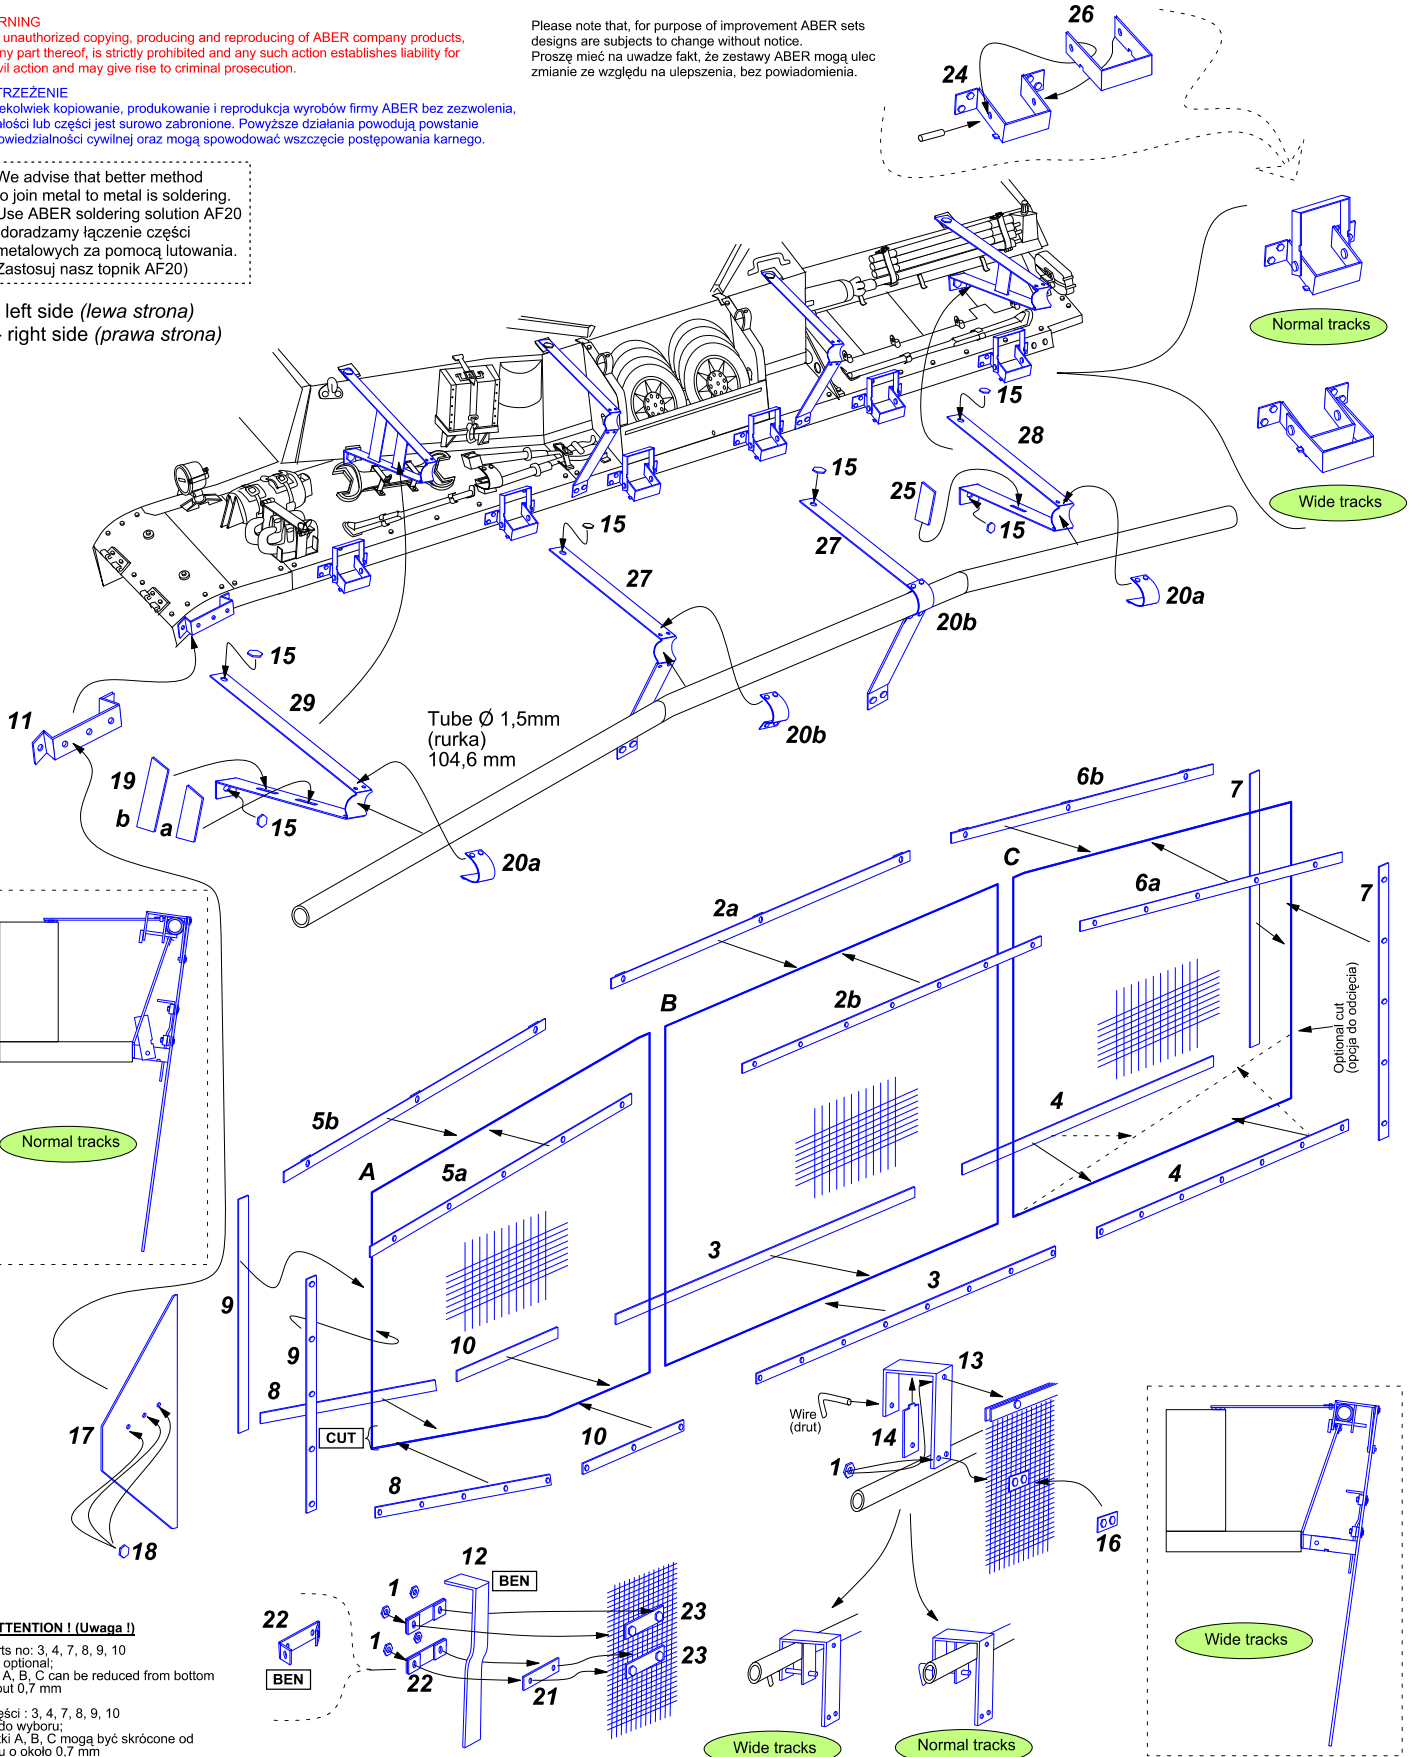 RNING
unauthorized copying, producing and reproducing of ABER company products,
ny part thereof, is strictly prohibited and any such action establishes liability for
vil action and may give rise to criminal prosecution.
TRZEŻENIE
ekolwiek kopiowanie, produkowanie i reprodukcja wyrobów firmy ABER bez zezwolenia,
ałości lub części jest surowo zabronione. Powyższe działania powodują powstanie
owiedzialności cywilnej oraz mogą spowodować wszczęcie postępowania karnego.
Please note that, for purpose of improvement ABER sets
designs are subjects to change without notice.
Proszę mieć na uwadze fakt, że zestawy ABER mogą ulec
zmianie ze względu na ulepszenia, bez powiadomienia.
We advise that better method
to join metal to metal is soldering.
Use ABER soldering solution AF20
doradzamy łączenie części
metalowych za pomocą lutowania.
Zastosuj nasz topnik AF20)
left side (lewa strona)
- right side (prawa strona)
26
24
Normal tracks
Wide tracks
15
28
15
25
15
27
15
27
20a
20b
15
29
20b
11
Tube Ø 1,5mm
(rurka)
104,6 mm
19
b
a
15
20a
6b
7
C
6a
7
2a
B
2b
Optional cut
(opcja do odcięcia)
5b
A
5a
4
4
Normal tracks
3
3
9
9
10
8
CUT
10
8
17
18
13
Wire
(drut)
14
1
16
12
BEN
1
22
BEN
1
22
21
23
23
Wide tracks
Normal tracks
Wide tracks
TTENTION ! (Uwaga !)
rts no: 3, 4, 7, 8, 9, 10
optional;
A, B, C can be reduced from bottom
out 0,7 mm
ęści : 3, 4, 7, 8, 9, 10
do wyboru;
tki A, B, C mogą być skrócone od
u o około 0,7 mm